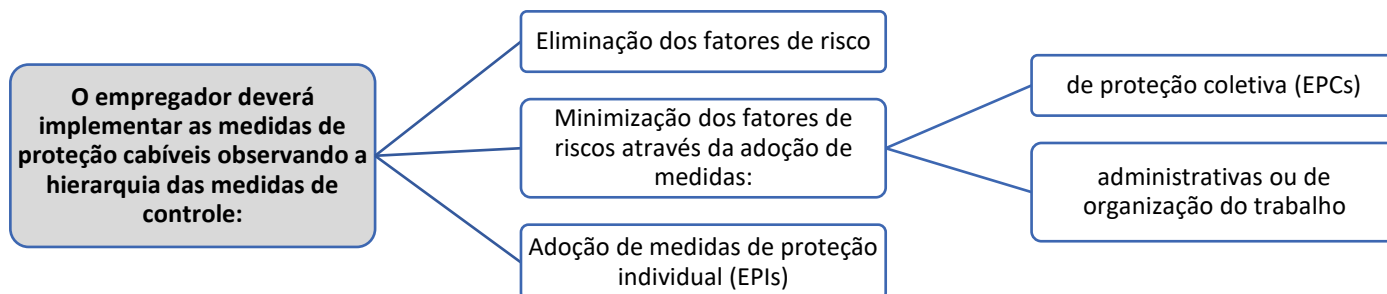 O empregador deverá
implementar as medidas de
proteção cabíveis observando a
hierarquia das medidas de
controle:
Eliminação dos fatores de risco
Minimização dos fatores de
riscos através da adoção de
medidas:
de proteção coletiva (EPCs)
administrativas ou de
organização do trabalho
Adoção de medidas de proteção
individual (EPIs)